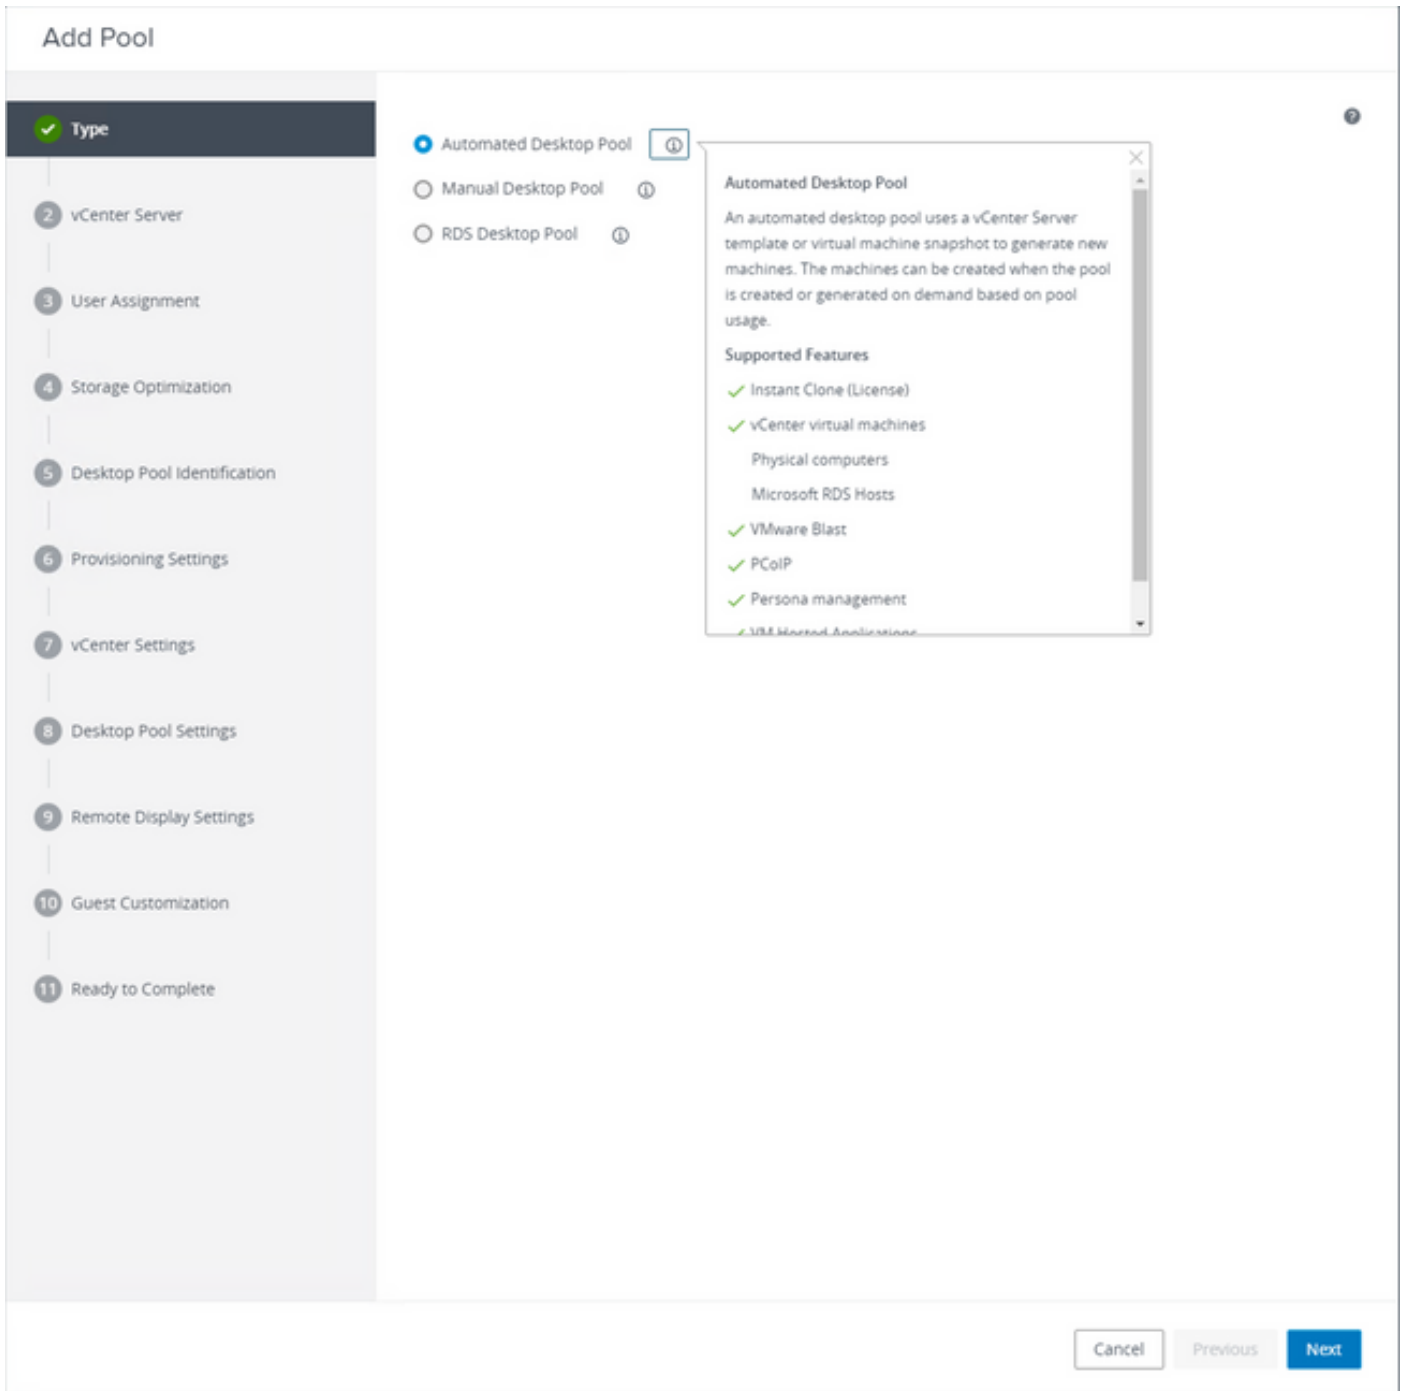 Add Pool
Type
2 vCenter Server
3 User Assignment
4 Storage Optimization
5 Desktop Pool Identification
6 Provisioning Settings
7 vCenter Settings
8 Desktop Pool Settings
9 Remote Display Settings
10 Guest Customization
11 Ready to Complete
Automated Desktop Pool
Manual Desktop Pool
RDS Desktop Pool
Automated Desktop Pool
An automated desktop pool uses a vCenter Server
template or virtual machine snapshot to generate new
machines. The machines can be created when the pool
is created or generated on demand based on pool
usage.
Supported Features
Instant Clone (License)
vCenter virtual machines
Physical computers
Microsoft RDS Hosts
VMware Blast
PCoIP
Persona management
VM Hosted Applications
Cancel
Previous
Next